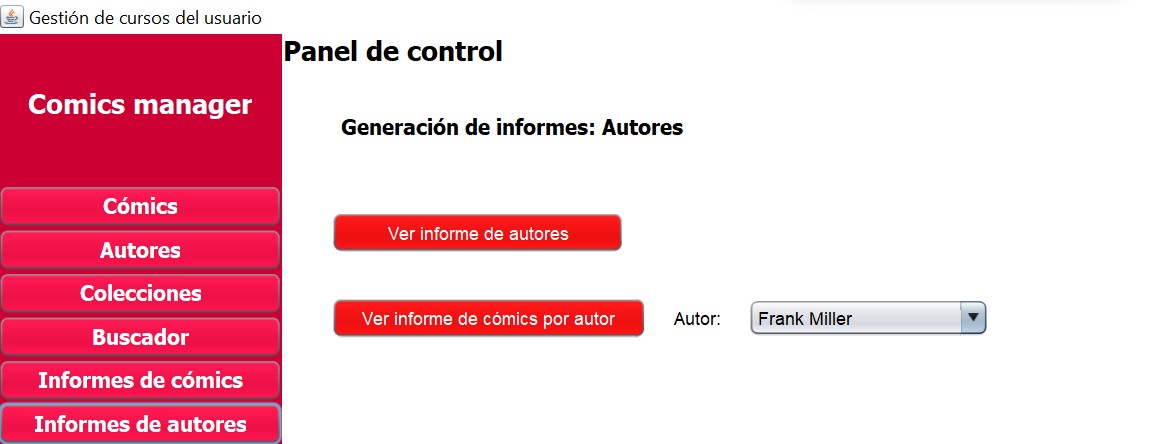 Gestión de cursos del usuario
Panel de control
Comics manager
Generación de informes: Autores
Cómics
Autores
Colecciones
Buscador
Informes de cómics
Informes de autores
Ver informe de autores
Ver informe de cómics por autor
Autor:
Frank Miller